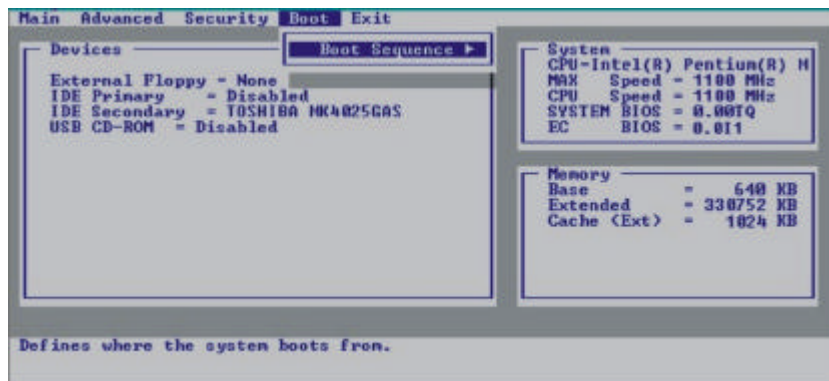 Main Advanced Security Boot Exit
Boot Sequence ▶
Devices
External Floppy = None
IDE Primary = Disabled
IDE Secondary = TOSHIBA MK4025GAS
USB CD-ROM = Disabled
System
CPU-Intel(R) Pentium(R) M
MAX Speed = 1100 MHz
CPU Speed = 1100 MHz
SYSTEM BIOS = 0.00TQ
EC BIOS = 0.0I1
Memory
Base = 640 KB
Extended = 330752 KB
Cache (Ext) = 1024 KB
Defines where the system boots from.